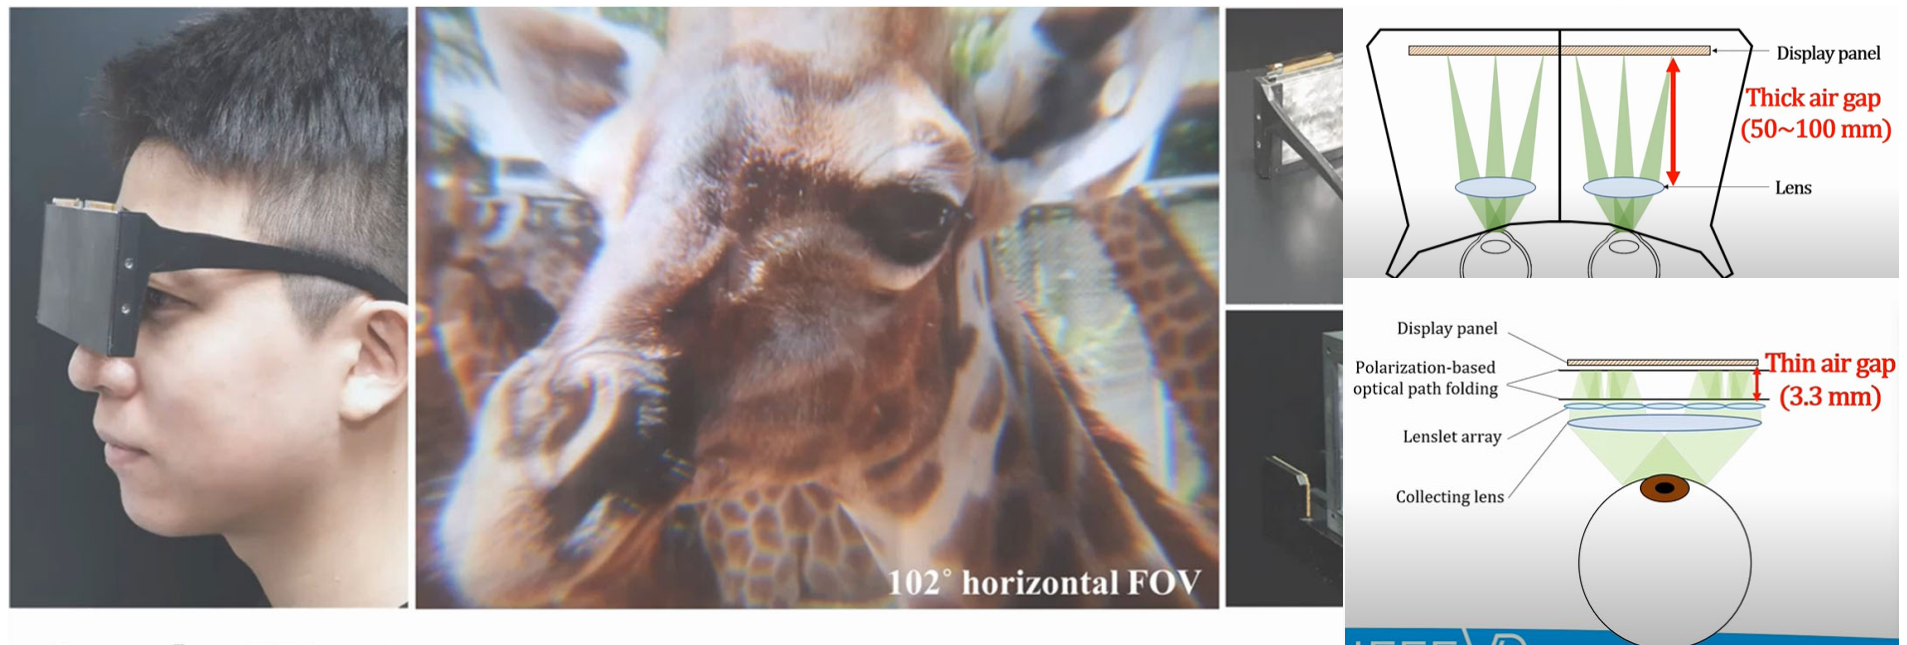 102° horizontal FOV
Display panel
Thick air gap
(50~100 mm)
Lens
Display panel
Polarization-based
optical path folding
Thin air gap
(3.3 mm)
Lenslet array
Collecting lens